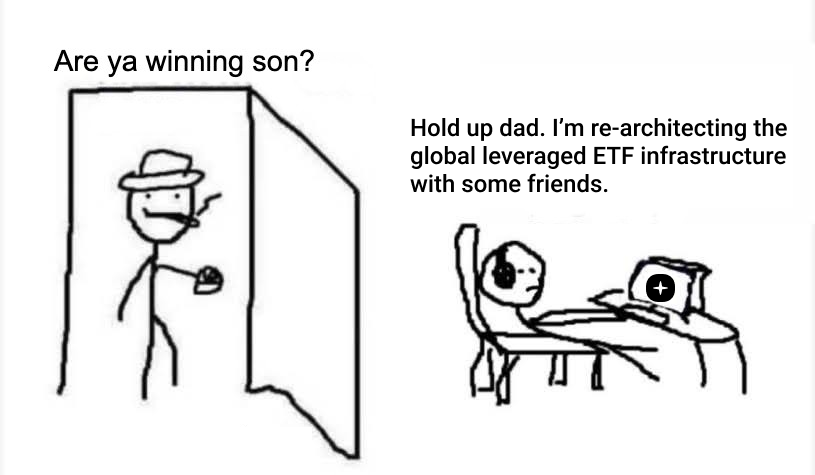 Are ya winning son?
Hold up dad. I’m re-architecting the
global leveraged ETF infrastructure
with some friends.